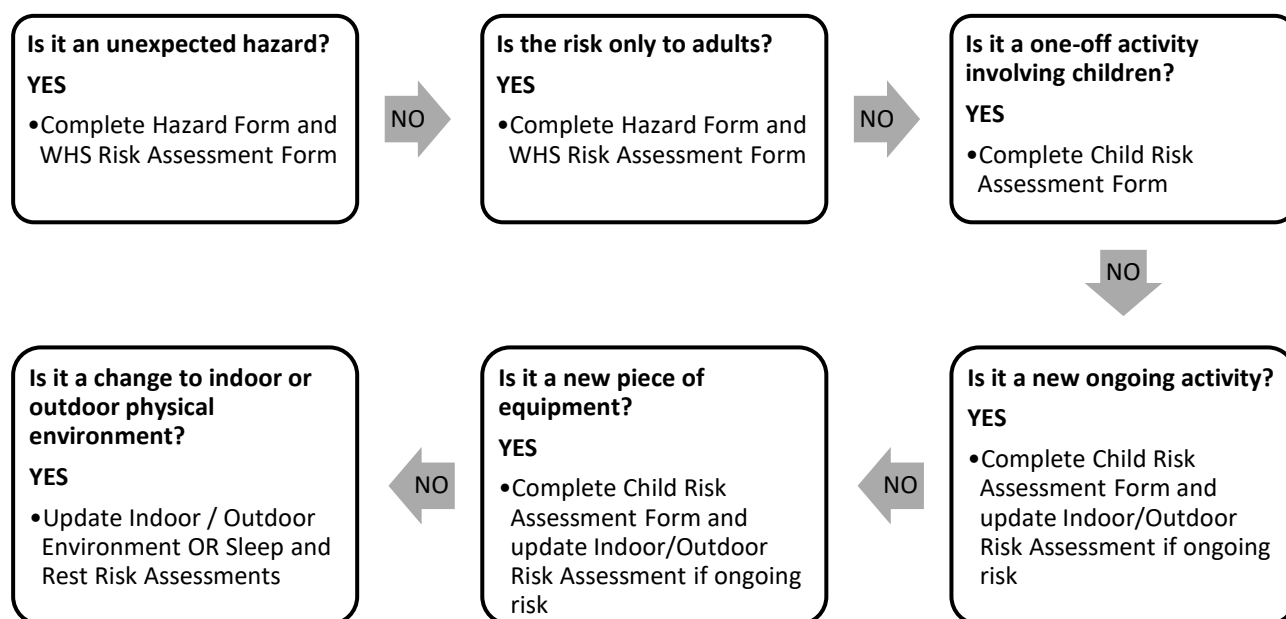 Is it an unexpected hazard?
YES
•Complete Hazard Form and
WHS Risk Assessment Form
NO
Is the risk only to adults?
YES
•Complete Hazard Form and
WHS Risk Assessment Form
NO
Is it a one-off activity
involving children?
YES
•Complete Child Risk
Assessment Form
NO
Is it a new ongoing activity?
YES
•Complete Child Risk
Assessment Form and
update Indoor/Outdoor
Risk Assessment if ongoing
risk
NO
Is it a new piece of
equipment?
YES
•Complete Child Risk
Assessment Form and
update Indoor/Outdoor
Risk Assessment if ongoing
risk
NO
Is it a change to indoor or
outdoor physical
environment?
YES
•Update Indoor / Outdoor
Environment OR Sleep and
Rest Risk Assessments